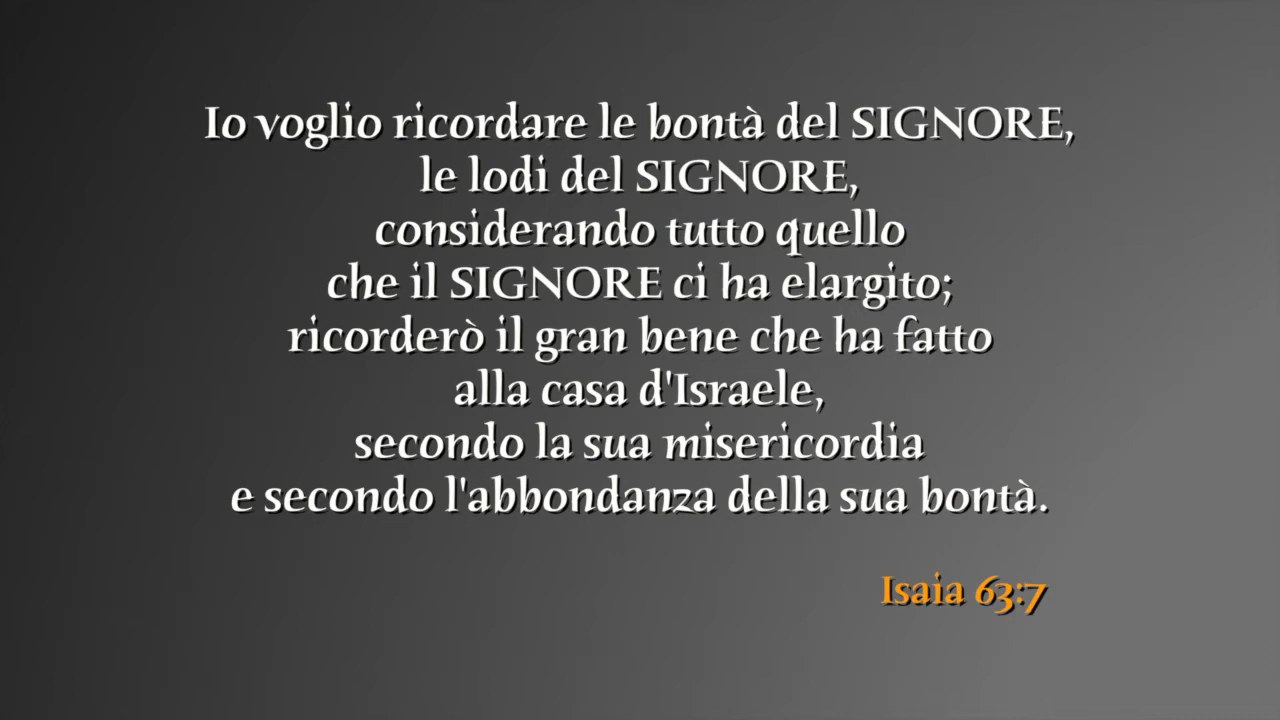 Io voglio ricordare le bontà del SIGNORE,
le lodi del SIGNORE,
considerando tutto quello
che il SIGNORE ci ha elargito;
ricorderò il gran bene che ha fatto
alla casa d'Israele,
secondo la sua misericordia
e secondo l'abbondanza della sua bontà.
Isaia 63:7